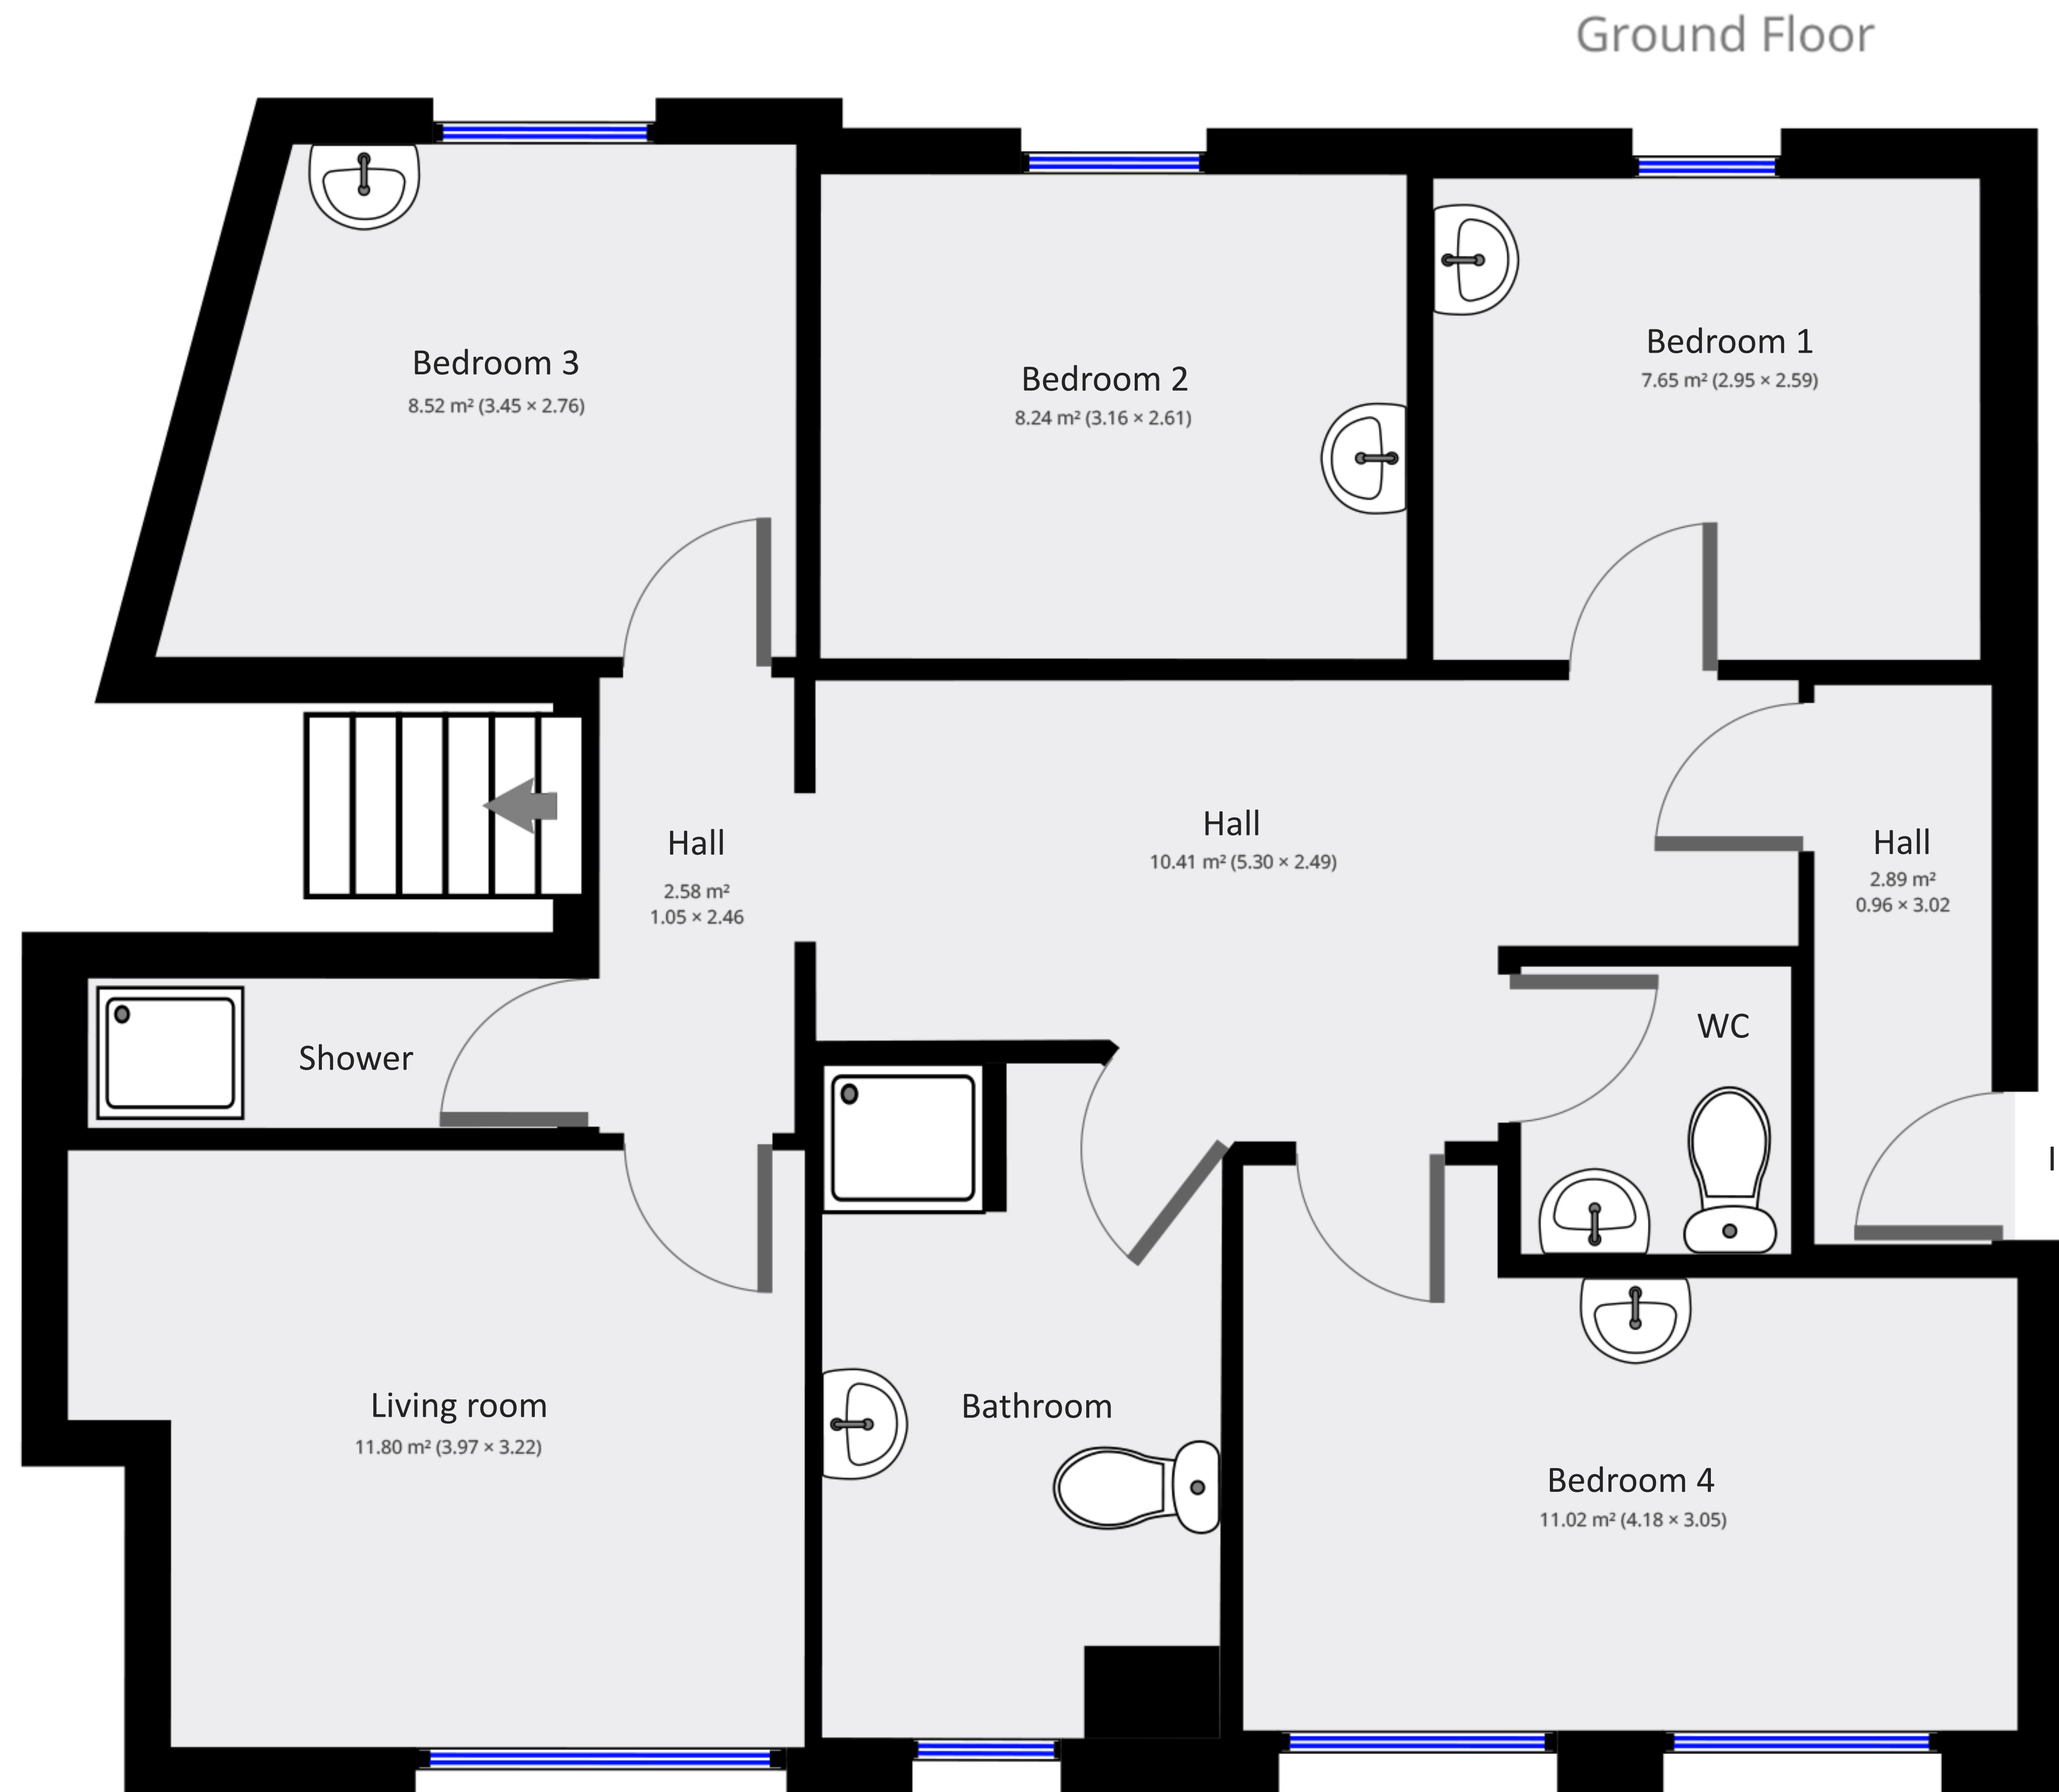 Ground Floor
Bedroom 3
8.52 m² (3.45 × 2.76)
Bedroom 2
8.24 m² (3.16 × 2.61)
Bedroom 1
7.65 m² (2.95 × 2.59)
Hall
2.58 m²
1.05 × 2.46
Hall
10.41 m² (5.30 × 2.49)
Hall
2.89 m²
0.96 × 3.02
Shower
WC
Living room
11.80 m² (3.97 × 3.22)
Bathroom
Bedroom 4
11.02 m² (4.18 × 3.05)